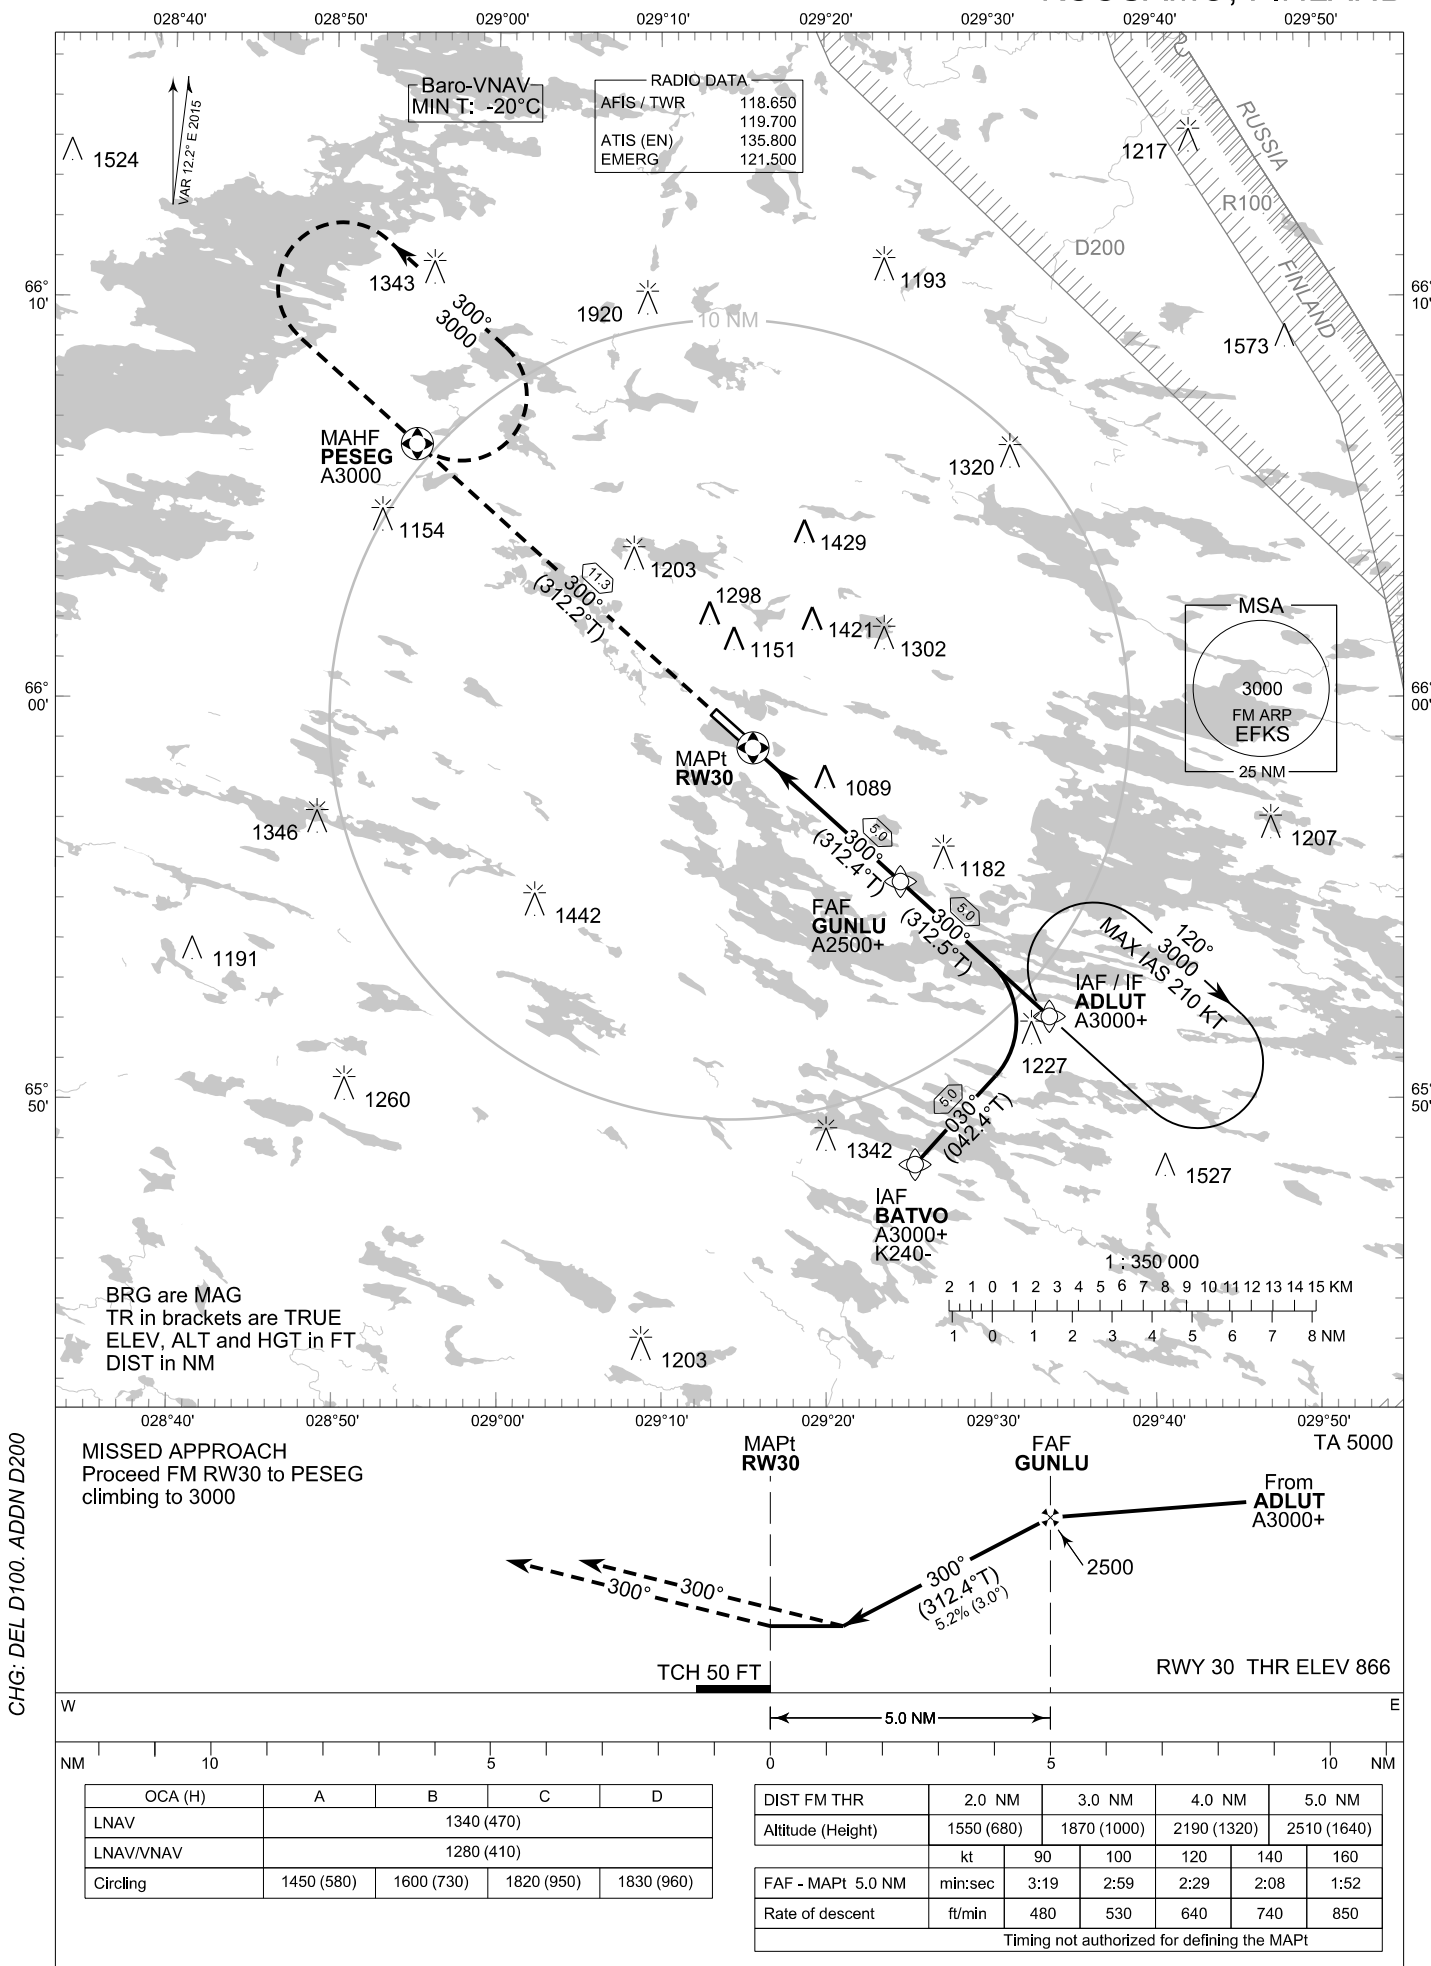 028°40'
028°50'
029°00'
029°10'
029°20'
029°30'
029°40'
029°50'
Baro-VNAV
MIN T: -20°C
RADIO DATA
AFIS / TWR 118.650
119.700
ATIS (EN) 135.800
EMERG 121.500
VAR 12.2° E 2015
1524
1217
RUSSIA
R100
D200
FINLAND
1343
1920
1193
66°
10'
66°
10'
300°
3000
10 NM
1573
MAHF
PESEG
A3000
1320
1154
1429
1203
11.3
300°
(312.2°T)
1298
1151
1421
1302
MSA
3000
FM ARP
EFKS
25 NM
66°
00'
66°
00'
MAPt
RW30
1089
1346
5.0
300°
(312.4°T)
1182
1207
1442
FAF
GUNLU
A2500+
5.0
300°
(312.5°T)
1191
120°
3000
MAX IAS 210 KT
IAF / IF
ADLUT
A3000+
1227
65°
50'
65°
50'
1260
5.0
030°
(042.4°T)
1342
1527
IAF
BATVO
A3000+
K240-
1 : 350 000
2 1 0 1 2 3 4 5 6 7 8 9 10 11 12 13 14 15 KM
1 0 1 2 3 4 5 6 7 8 NM
BRG are MAG
TR in brackets are TRUE
ELEV, ALT and HGT in FT
DIST in NM
1203
028°40'
028°50'
029°00'
029°10'
029°20'
029°30'
029°40'
029°50'
CHG: DEL D100. ADDN D200
MISSED APPROACH
Proceed FM RW30 to PESEG
climbing to 3000
MAPt
RW30
FAF
GUNLU
TA 5000
From
ADLUT
A3000+
2500
300°
300°
300°
(312.4°T)
5.2% (3.0°)
TCH 50 FT
RWY 30 THR ELEV 866
W
E
5.0 NM
NM 10 5 0 5 10 NM
OCA (H) A B C D
LNAV 1340 (470)
LNAV/VNAV 1280 (410)
Circling 1450 (580) 1600 (730) 1820 (950) 1830 (960)
DIST FM THR 2.0 NM 3.0 NM 4.0 NM 5.0 NM
Altitude (Height) 1550 (680) 1870 (1000) 2190 (1320) 2510 (1640)
kt 90 100 120 140 160
FAF - MAPt 5.0 NM min:sec 3:19 2:59 2:29 2:08 1:52
Rate of descent ft/min 480 530 640 740 850
Timing not authorized for defining the MAPt